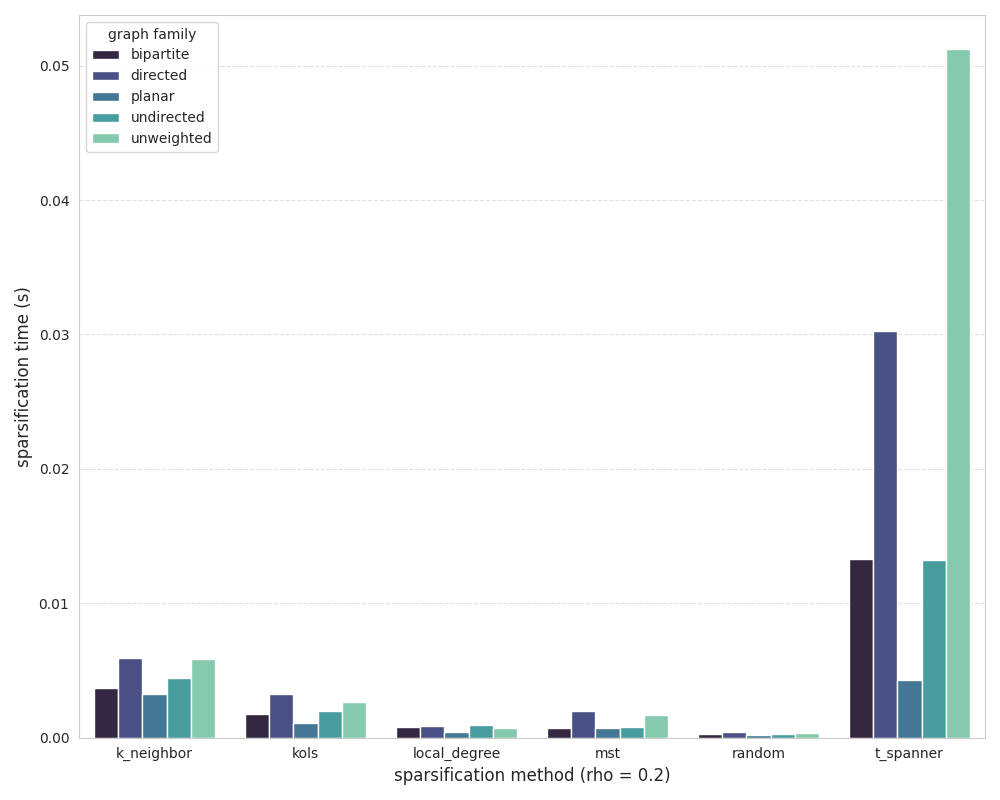 graph family
bipartite
directed
planar
undirected
unweighted
sparsification time (s)
0.05
0.04
0.03
0.02
0.01
0.00
k_neighbor
kols
local_degree
mst
random
t_spanner
sparsification method (rho = 0.2)